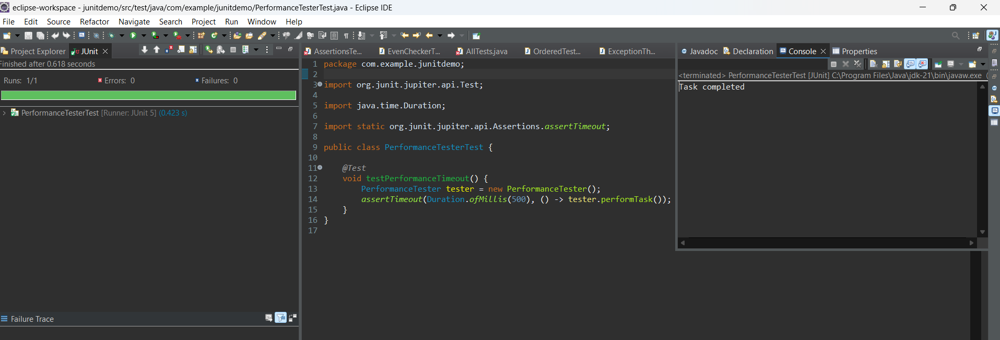 eclipse-workspace - junitdemo/src/test/java/com/example/junitdemo/PerformanceTesterTest.java - Eclipse IDE
File Edit Source Refactor Navigate Search Project Run Window Help
Project Explorer JUnit
Finished after 0.618 seconds
Runs: 1/1 Errors: 0 Failures: 0
PerformanceTesterTest [Runner: JUnit 5] (0.423 s)
Failure Trace
AssertionsTe... EvenCheckerT... AllTests.java OrderedTest... ExceptionTh...
1 package com.example.junitdemo;
2
3 import org.junit.jupiter.api.Test;
4
5 import java.time.Duration;
6
7 import static org.junit.jupiter.api.Assertions.assertTimeout;
8
9 public class PerformanceTesterTest {
10
11 @Test
12 void testPerformanceTimeout() {
13 PerformanceTester tester = new PerformanceTester();
14 assertTimeout(Duration.ofMillis(500), () -> tester.performTask());
15 }
16 }
17
Javadoc Declaration Console Properties
<terminated> PerformanceTesterTest [JUnit] C:\Program Files\Java\jdk-21\bin\javaw.exe (
Task completed